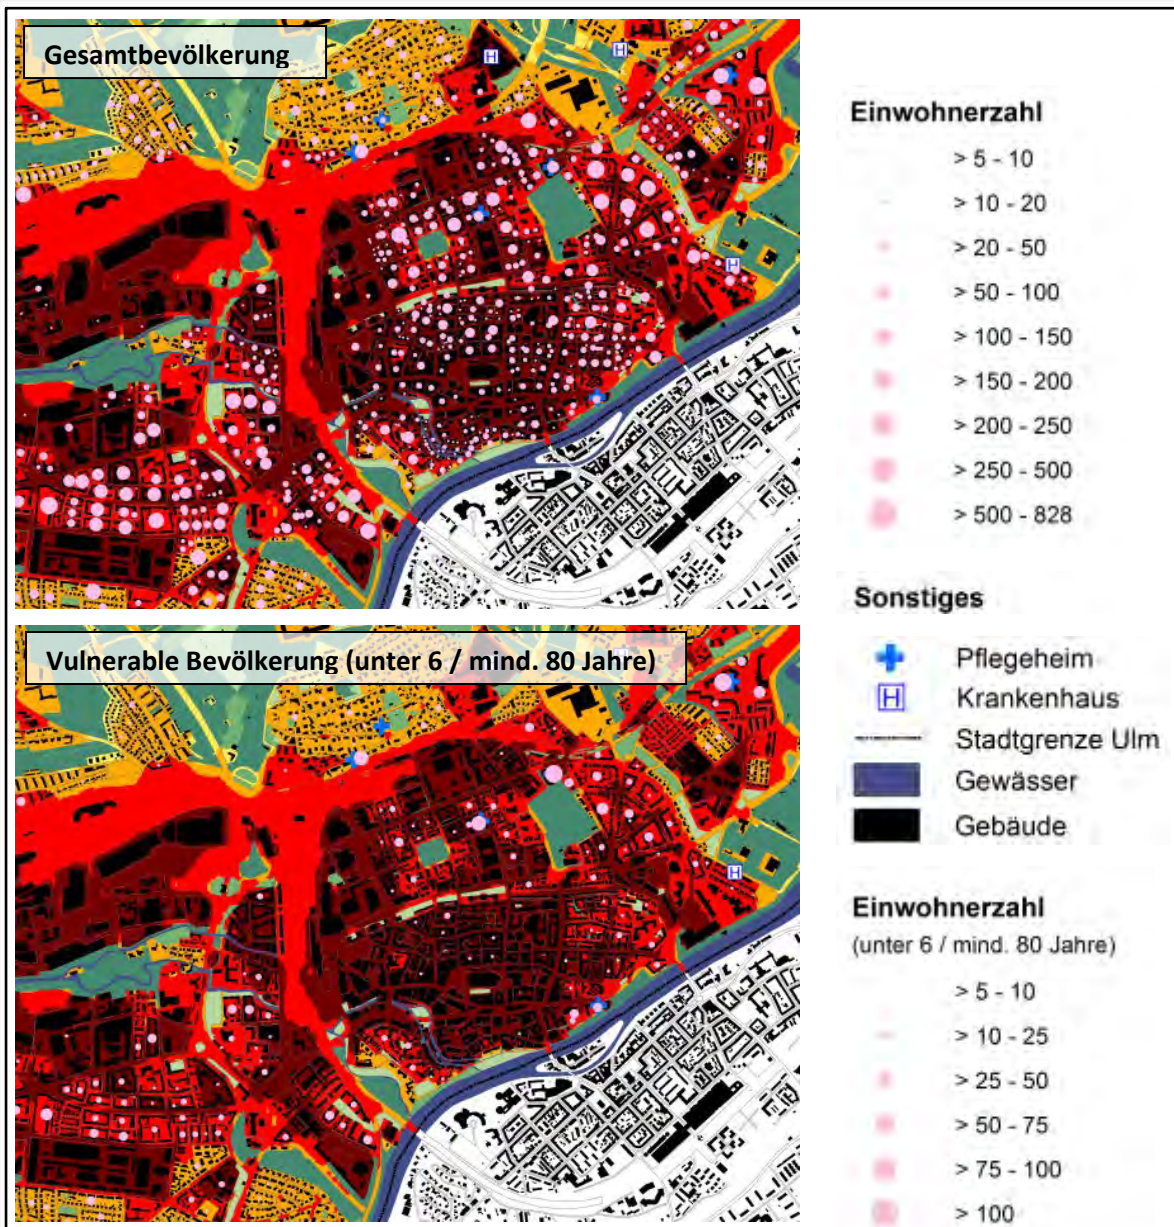 Gesamtbevölkerung
H
H
H
Einwohnerzahl
> 5 - 10
> 10 - 20
> 20 - 50
> 50 - 100
> 100 - 150
> 150 - 200
> 200 - 250
> 250 - 500
> 500 - 828
Sonstiges
Pflegeheim
H Krankenhaus
Stadtgrenze Ulm
Gewässer
Gebäude
Vulnerable Bevölkerung (unter 6 / mind. 80 Jahre)
H
Einwohnerzahl
(unter 6 / mind. 80 Jahre)
> 5 - 10
> 10 - 25
> 25 - 50
> 50 - 75
> 75 - 100
> 100